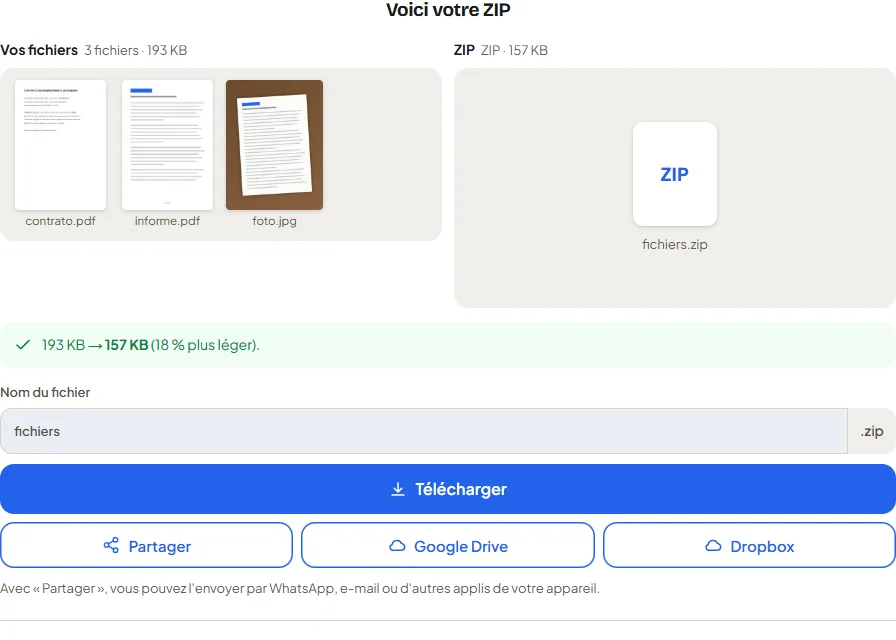 Voici votre ZIP
Vos fichiers 3 fichiers · 193 KB
contrato.pdf
informe.pdf
foto.jpg
ZIP ZIP · 157 KB
ZIP
fichiers.zip
193 KB → 157 KB (18 % plus léger).
Nom du fichier
fichiers
.zip
Télécharger
Partager
Google Drive
Dropbox
Avec « Partager », vous pouvez l'envoyer par WhatsApp, e-mail ou d'autres applis de votre appareil.